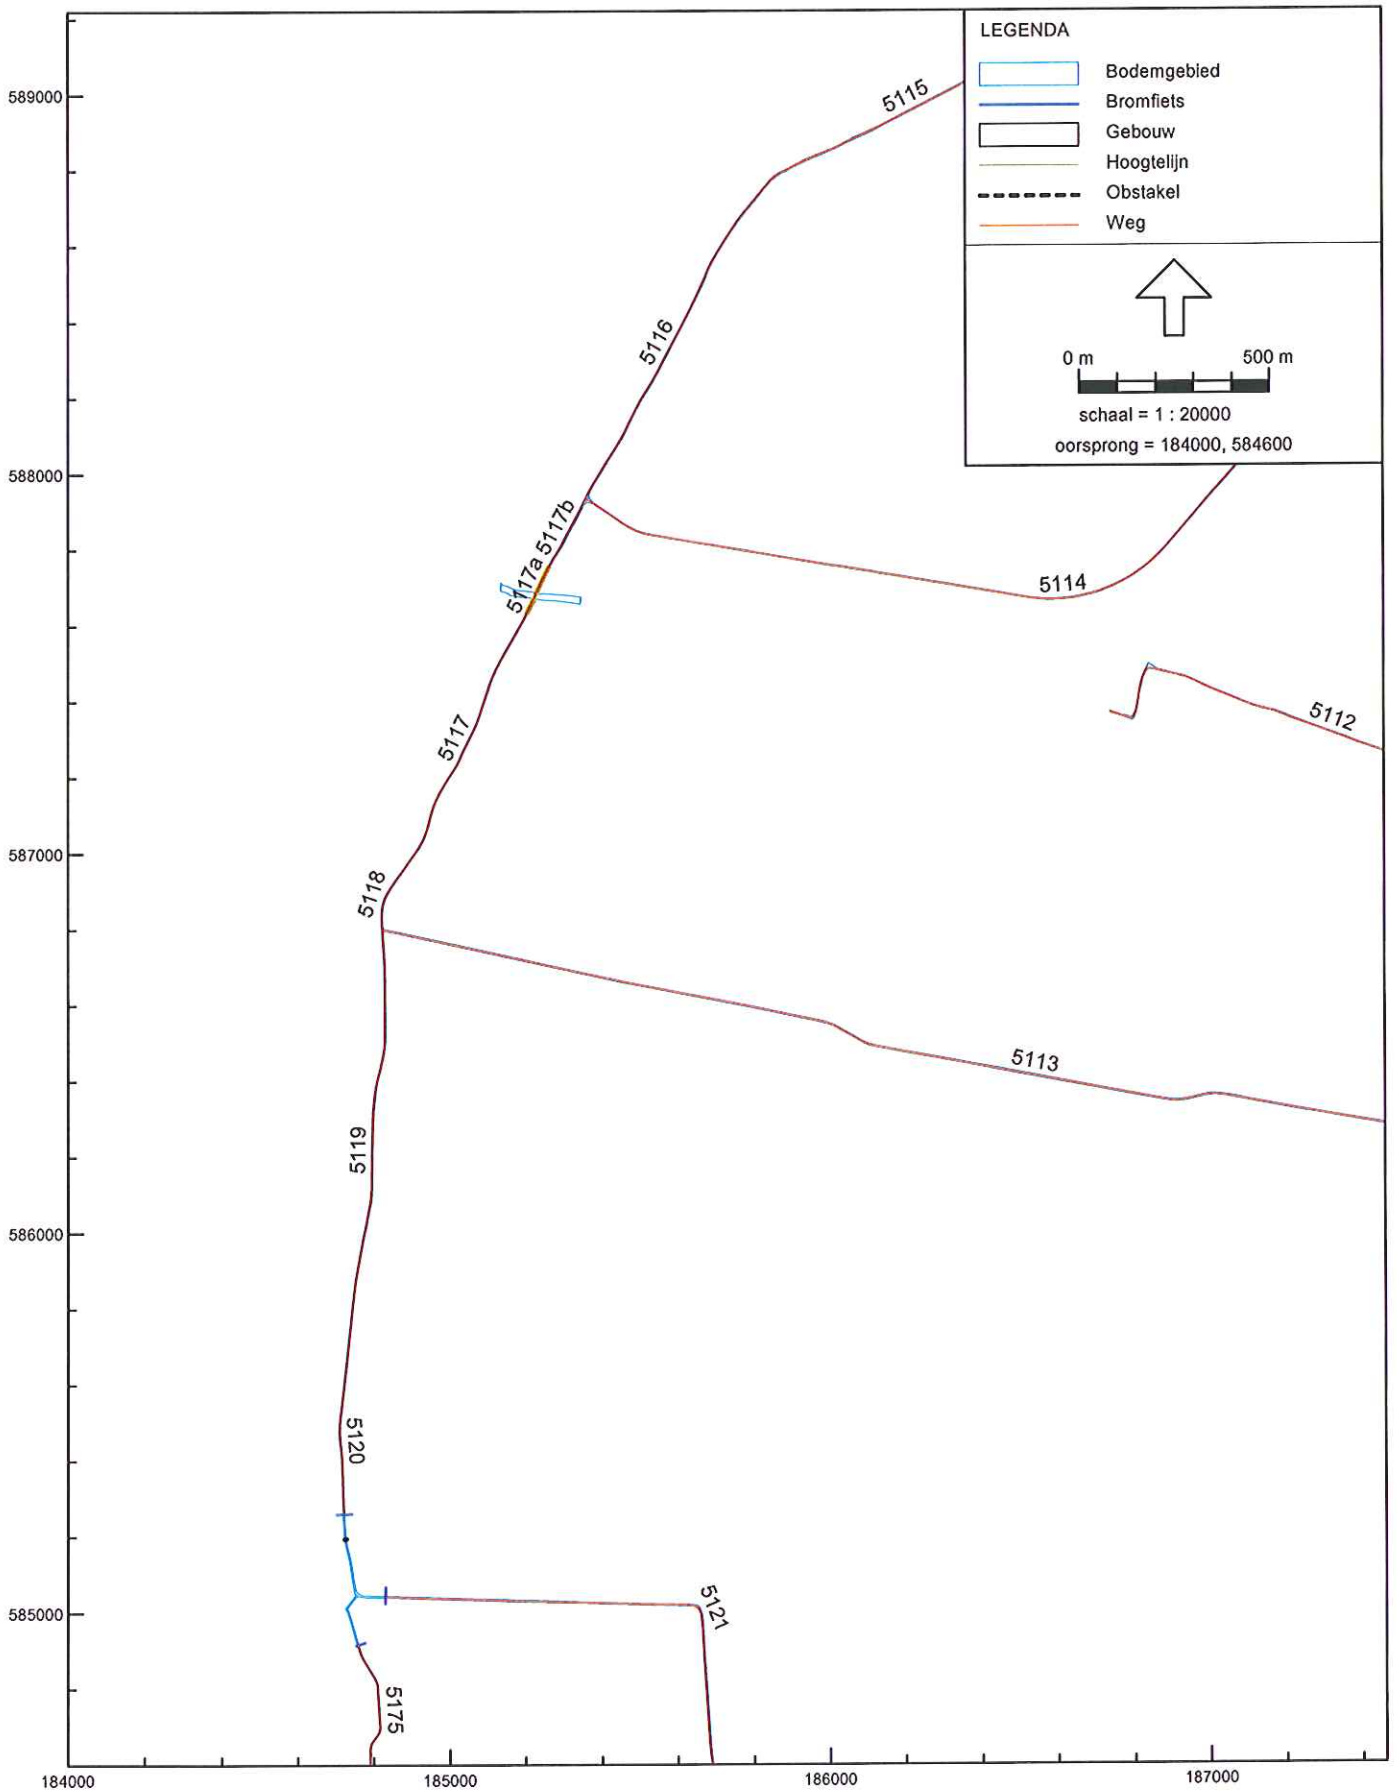 LEGENDA
Bodemgebied
Bromfiets
Gebouw
Hoogtelijn
Obstakel
Weg
0 m 500 m
schaal = 1 : 20000
oorsprong = 184000, 584600
589000
5115
5116
588000
5117b
5117a
5114
5112
5117
587000
5118
5113
5119
586000
5120
585000
5121
5175
184000 185000 186000 187000